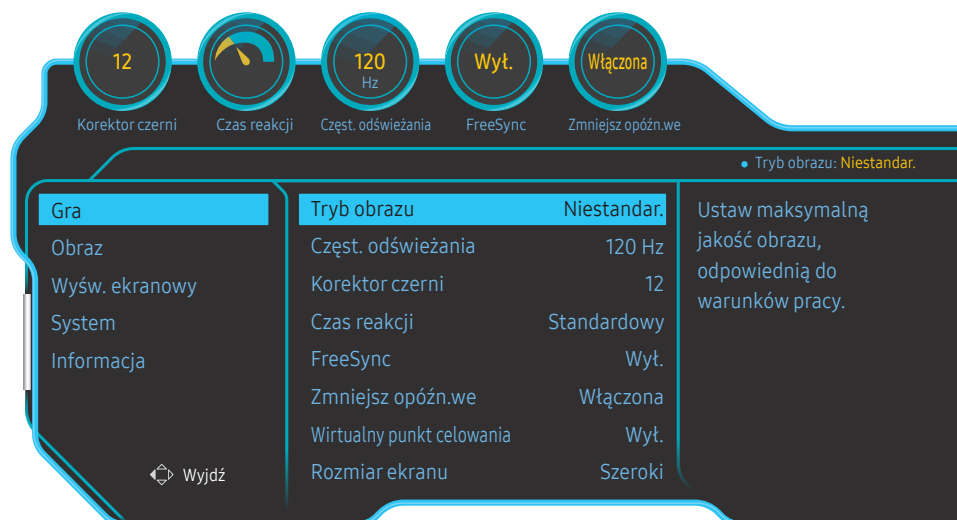 12
120
Hz
Wył.
Włączona
Korektor czerni
Czas reakcji
Częst. odświeżania
FreeSync
Zmniejsz opóźn.we
Tryb obrazu: Niestandar.
Gra
Obraz
Wyśw. ekranowy
System
Informacja
Wyjdź
Tryb obrazu Niestandar.
Częst. odświeżania 120 Hz
Korektor czerni 12
Czas reakcji Standardowy
FreeSync Wył.
Zmniejsz opóźn.we Włączona
Wirtualny punkt celowania Wył.
Rozmiar ekranu Szeroki
Ustaw maksymalną
jakość obrazu,
odpowiednią do
warunków pracy.